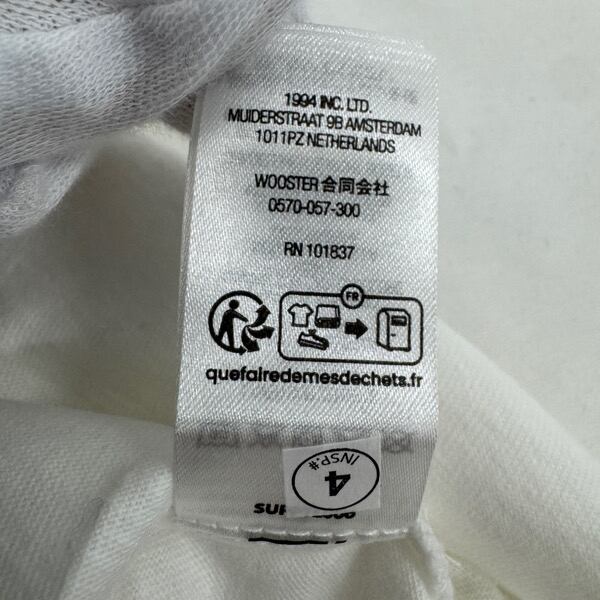 1994 INC. LTD.
MUIDERSTRAAT 9B AMSTERDAM
1011PZ NETHERLANDS
WOOSTER 合同会社
0570-057-300
RN 101837
FR
quefairedemesdechets.fr
INSP.#
4